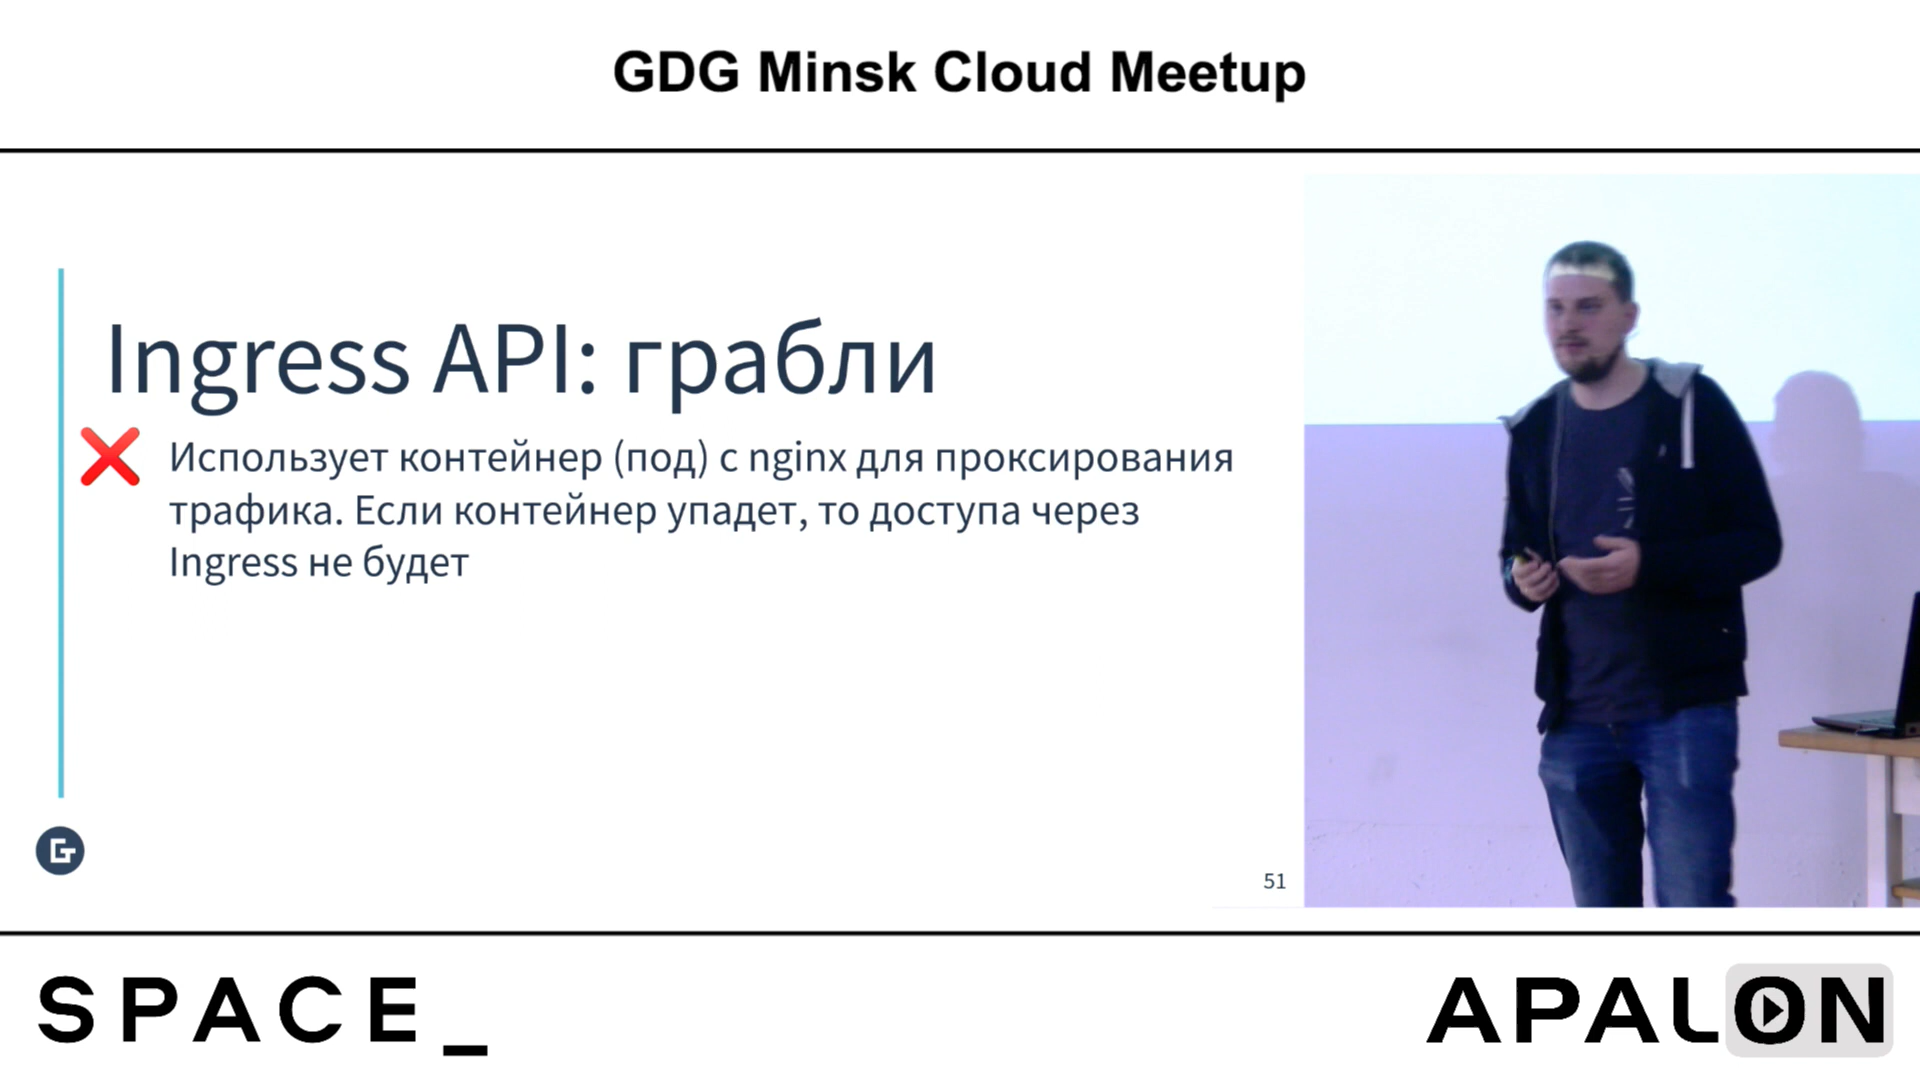 GDG Minsk Cloud Meetup
Ingress API: грабли
Использует контейнер (под) с nginx для проксирования
трафика. Если контейнер упадет, то доступа через
Ingress не будет
51
SPACE_
APALON